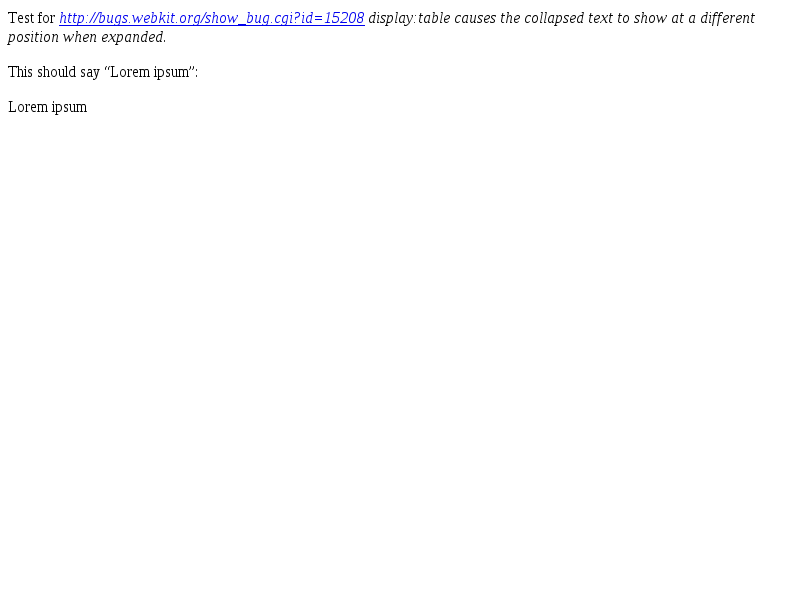 Test for http://bugs.webkit.org/show_bug.cgi?id=15208 display:table causes the collapsed text to show at a different
position when expanded.
This should say “Lorem ipsum”:
Lorem ipsum